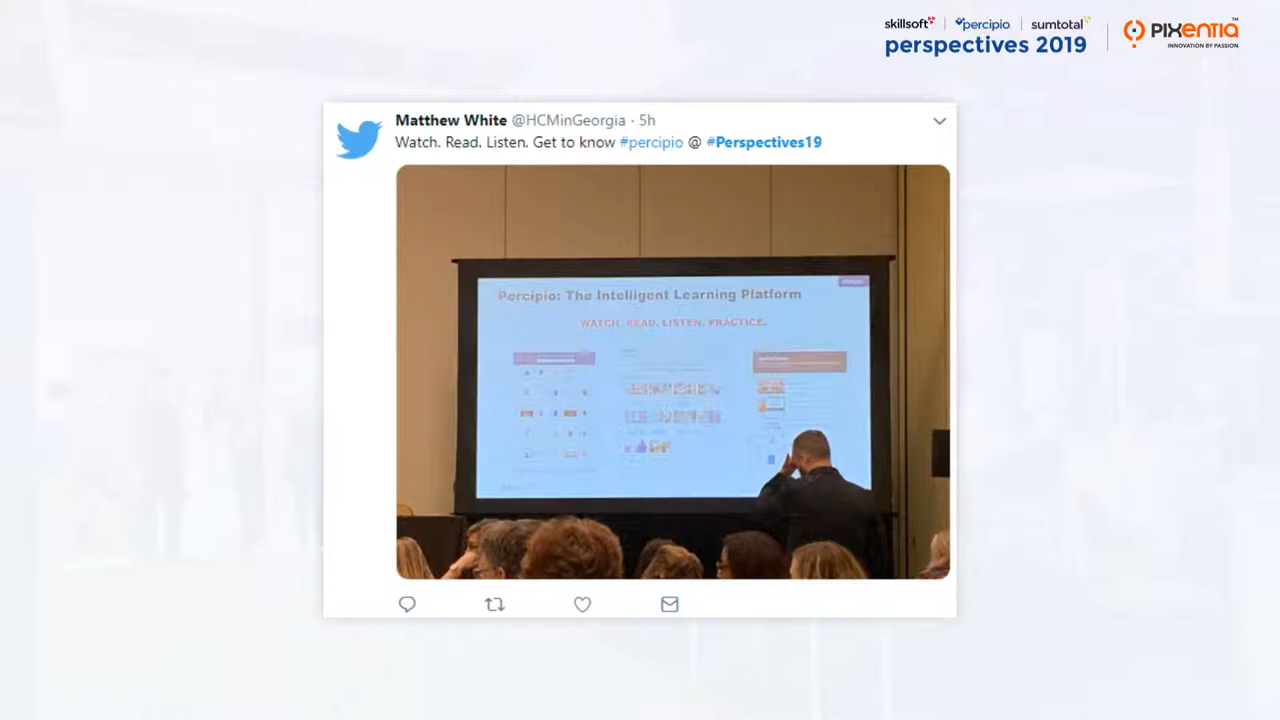 skillsoft percipio. sumtotal
perspectives 2019
PIXENTIA™
INNOVATION BY PASSION
Matthew White @HCMinGeorgia · 5h
Watch. Read. Listen. Get to know #percipio @ #Perspectives19
Percipio: The Intelligent Learning Platform
WATCH. READ. LISTEN. PRACTICE.